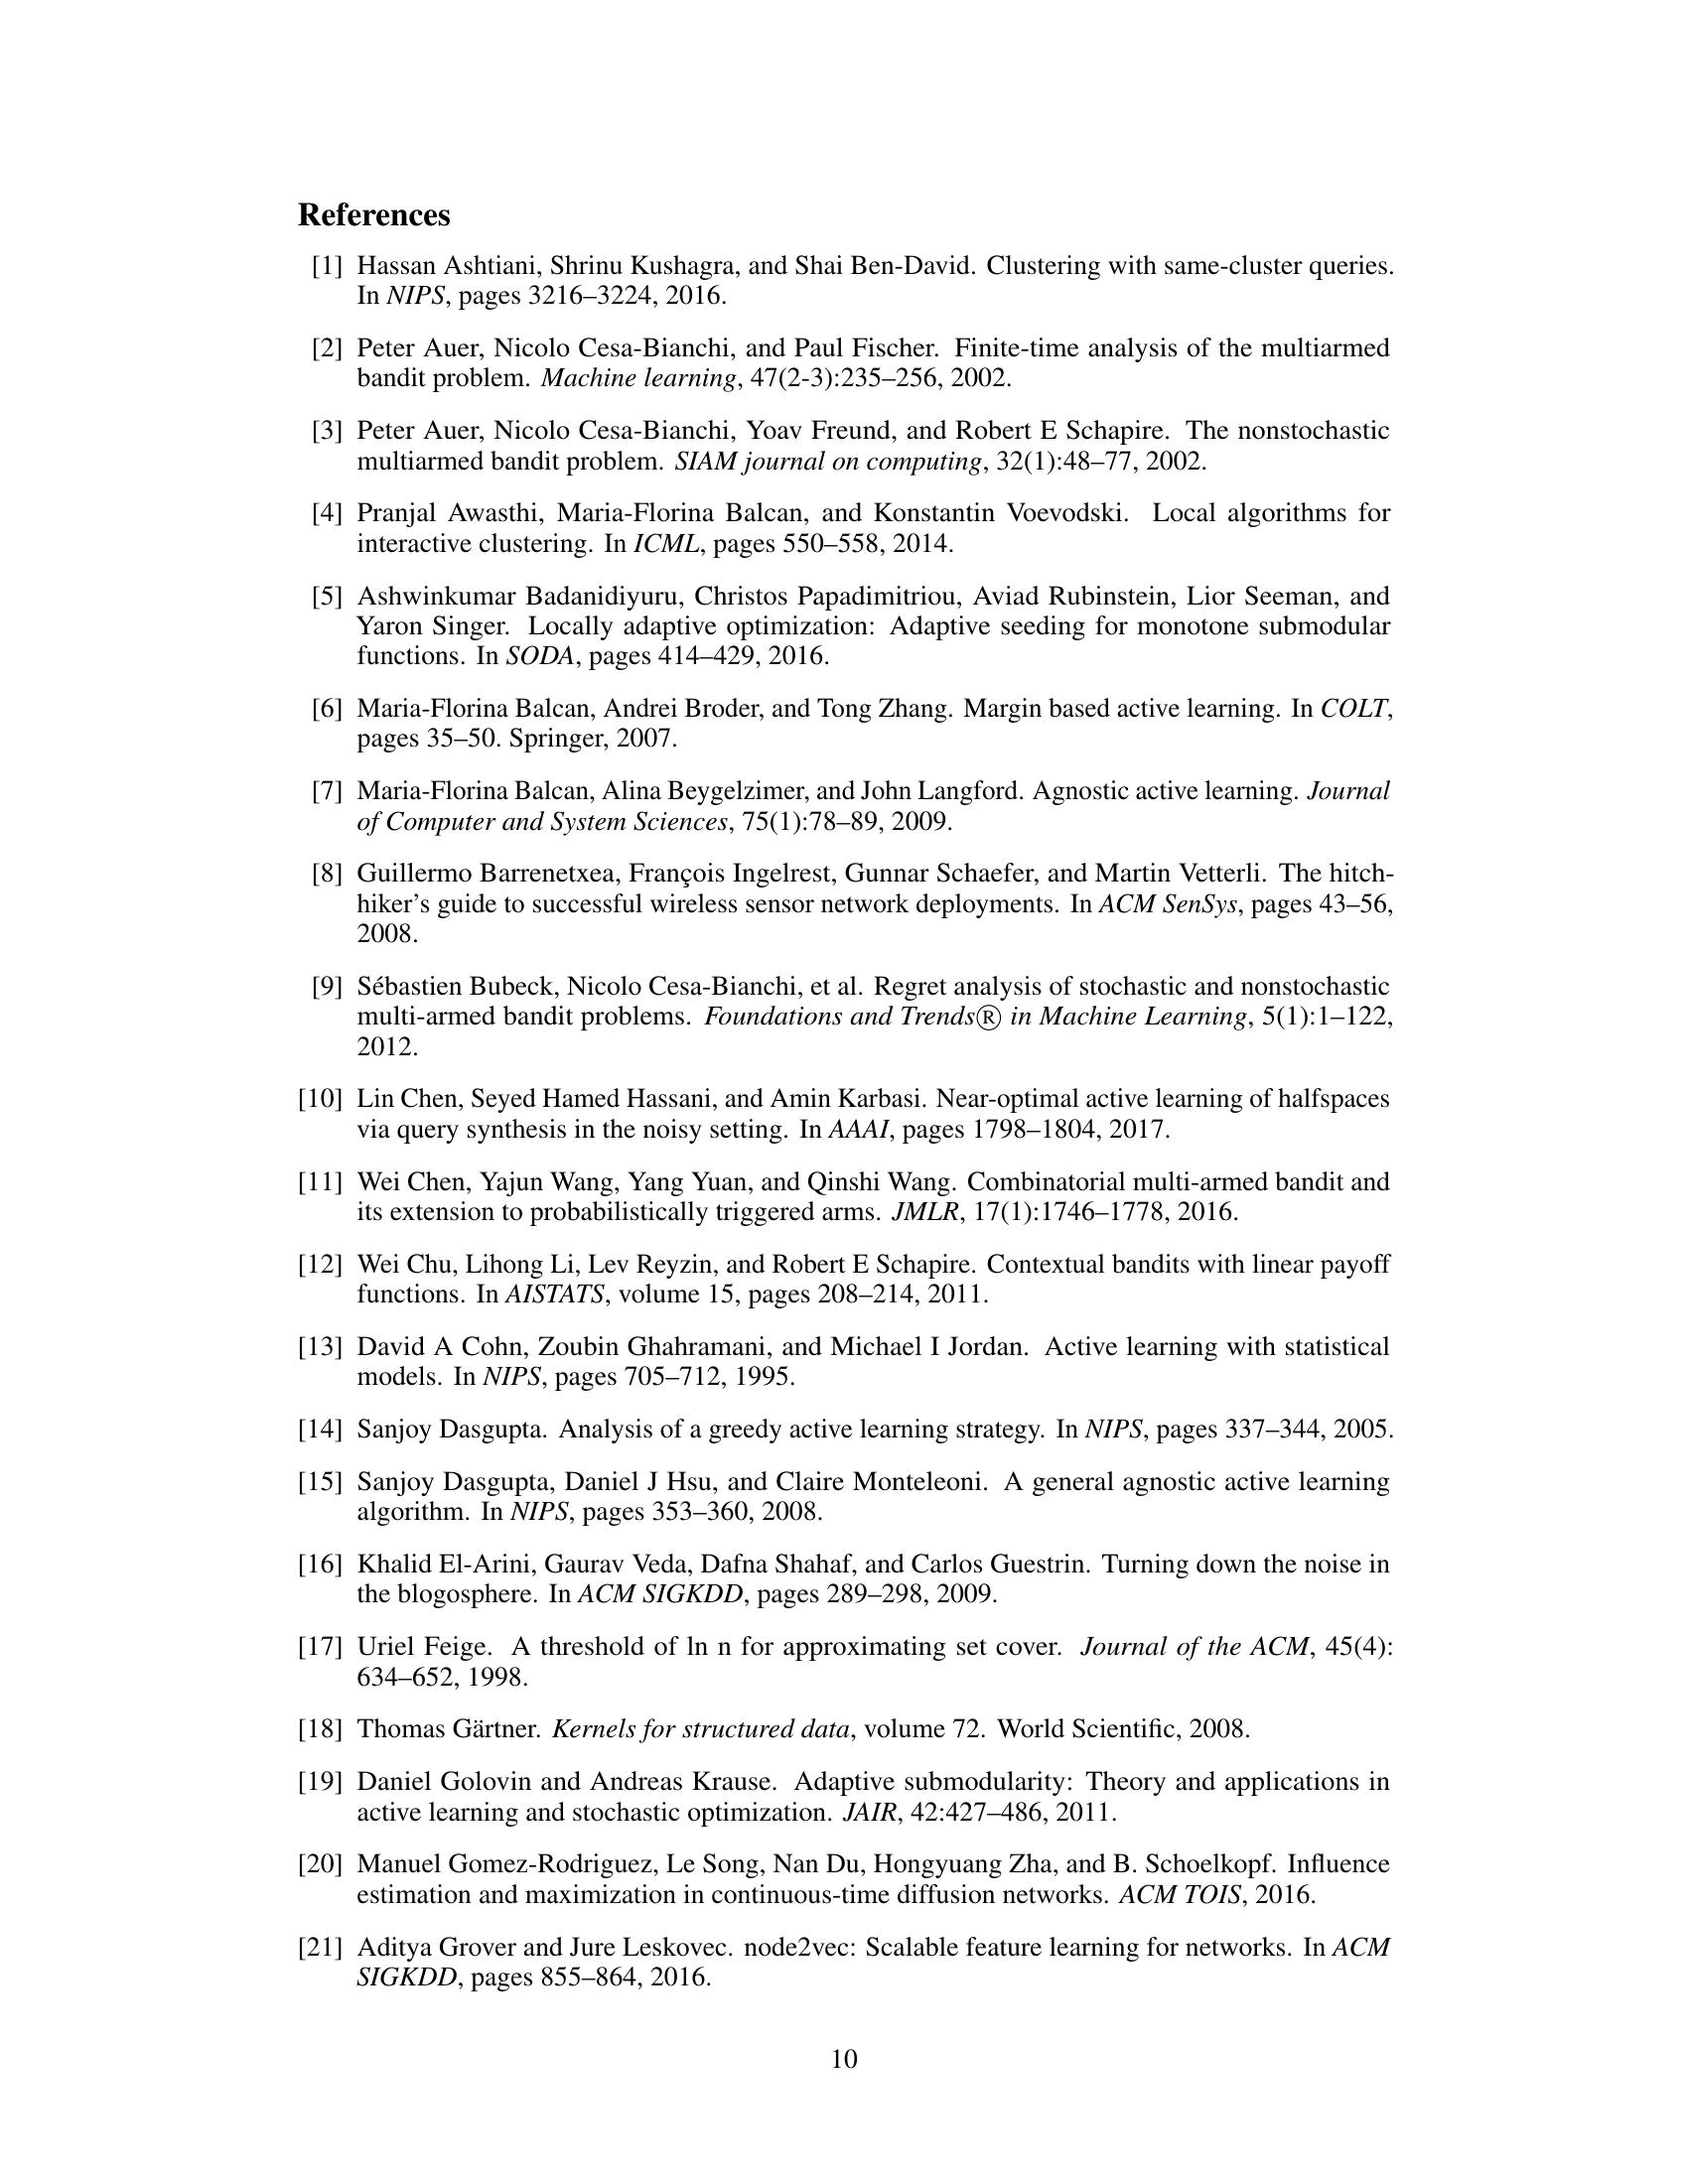 References
[1] Hassan Ashtiani, Shrinu Kushagra, and Shai Ben-David. Clustering with same-cluster queries.
In NIPS, pages 3216–3224, 2016.
[2] Peter Auer, Nicolo Cesa-Bianchi, and Paul Fischer. Finite-time analysis of the multiarmed
bandit problem. Machine learning, 47(2-3):235–256, 2002.
[3] Peter Auer, Nicolo Cesa-Bianchi, Yoav Freund, and Robert E Schapire. The nonstochastic
multiarmed bandit problem. SIAM journal on computing, 32(1):48–77, 2002.
[4] Pranjal Awasthi, Maria-Florina Balcan, and Konstantin Voevodski. Local algorithms for
interactive clustering. In ICML, pages 550–558, 2014.
[5] Ashwinkumar Badanidiyuru, Christos Papadimitriou, Aviad Rubinstein, Lior Seeman, and
Yaron Singer. Locally adaptive optimization: Adaptive seeding for monotone submodular
functions. In SODA, pages 414–429, 2016.
[6] Maria-Florina Balcan, Andrei Broder, and Tong Zhang. Margin based active learning. In COLT,
pages 35–50. Springer, 2007.
[7] Maria-Florina Balcan, Alina Beygelzimer, and John Langford. Agnostic active learning. Journal
of Computer and System Sciences, 75(1):78–89, 2009.
[8] Guillermo Barrenetxea, François Ingelrest, Gunnar Schaefer, and Martin Vetterli. The hitch-
hiker's guide to successful wireless sensor network deployments. In ACM SenSys, pages 43–56,
2008.
[9] Sébastien Bubeck, Nicolo Cesa-Bianchi, et al. Regret analysis of stochastic and nonstochastic
multi-armed bandit problems. Foundations and Trends® in Machine Learning, 5(1):1–122,
2012.
[10] Lin Chen, Seyed Hamed Hassani, and Amin Karbasi. Near-optimal active learning of halfspaces
via query synthesis in the noisy setting. In AAAI, pages 1798–1804, 2017.
[11] Wei Chen, Yajun Wang, Yang Yuan, and Qinshi Wang. Combinatorial multi-armed bandit and
its extension to probabilistically triggered arms. JMLR, 17(1):1746–1778, 2016.
[12] Wei Chu, Lihong Li, Lev Reyzin, and Robert E Schapire. Contextual bandits with linear payoff
functions. In AISTATS, volume 15, pages 208–214, 2011.
[13] David A Cohn, Zoubin Ghahramani, and Michael I Jordan. Active learning with statistical
models. In NIPS, pages 705–712, 1995.
[14] Sanjoy Dasgupta. Analysis of a greedy active learning strategy. In NIPS, pages 337–344, 2005.
[15] Sanjoy Dasgupta, Daniel J Hsu, and Claire Monteleoni. A general agnostic active learning
algorithm. In NIPS, pages 353–360, 2008.
[16] Khalid El-Arini, Gaurav Veda, Dafna Shahaf, and Carlos Guestrin. Turning down the noise in
the blogosphere. In ACM SIGKDD, pages 289–298, 2009.
[17] Uriel Feige. A threshold of ln n for approximating set cover. Journal of the ACM, 45(4):
634–652, 1998.
[18] Thomas Gärtner. Kernels for structured data, volume 72. World Scientific, 2008.
[19] Daniel Golovin and Andreas Krause. Adaptive submodularity: Theory and applications in
active learning and stochastic optimization. JAIR, 42:427–486, 2011.
[20] Manuel Gomez-Rodriguez, Le Song, Nan Du, Hongyuang Zha, and B. Schoelkopf. Influence
estimation and maximization in continuous-time diffusion networks. ACM TOIS, 2016.
[21] Aditya Grover and Jure Leskovec. node2vec: Scalable feature learning for networks. In ACM
SIGKDD, pages 855–864, 2016.
10